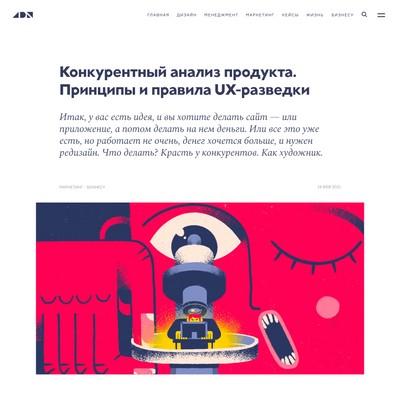 ADN
ГЛАВНАЯ ДИЗАЙН МЕНЕДЖМЕНТ МАРКЕТИНГ КЕЙСЫ ЖИЗНЬ БИЗНЕСУ
Конкурентный анализ продукта.
Принципы и правила UX-разведки
Итак, у вас есть идея, и вы хотите делать сайт — или
приложение, а потом делать на нем деньги. Или все это уже
есть, но работает не очень, денег хочется больше, и нужен
редизайн. Что делать? Красть у конкурентов. Как художник.
МАРКЕТИНГ БИЗНЕСУ